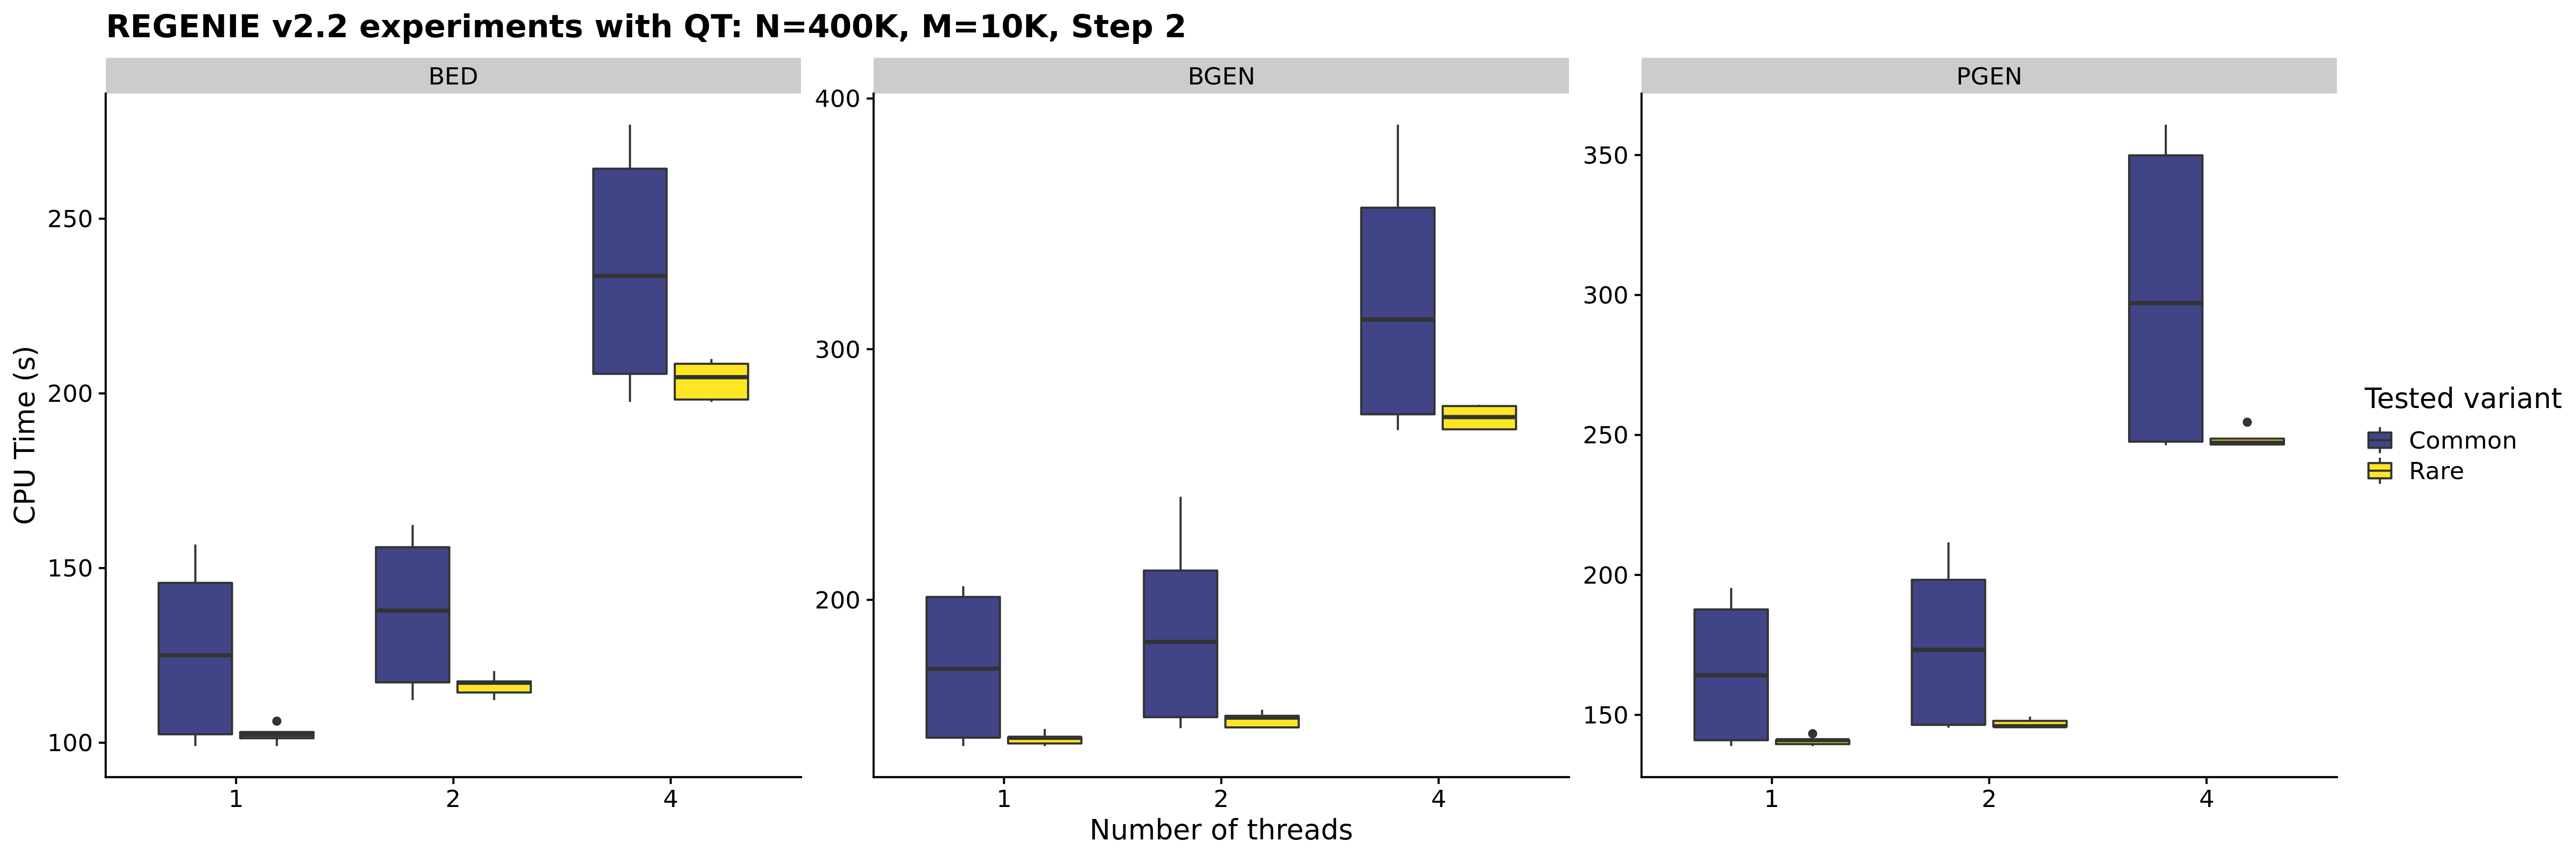 REGENIE v2.2 experiments with QT: N=400K, M=10K, Step 2
BED
BGEN
PGEN
CPU Time (s)
250
200
150
100
400
300
200
350
300
250
200
150
1
2
4
1
2
4
1
2
4
Number of threads
Tested variant
Common
Rare